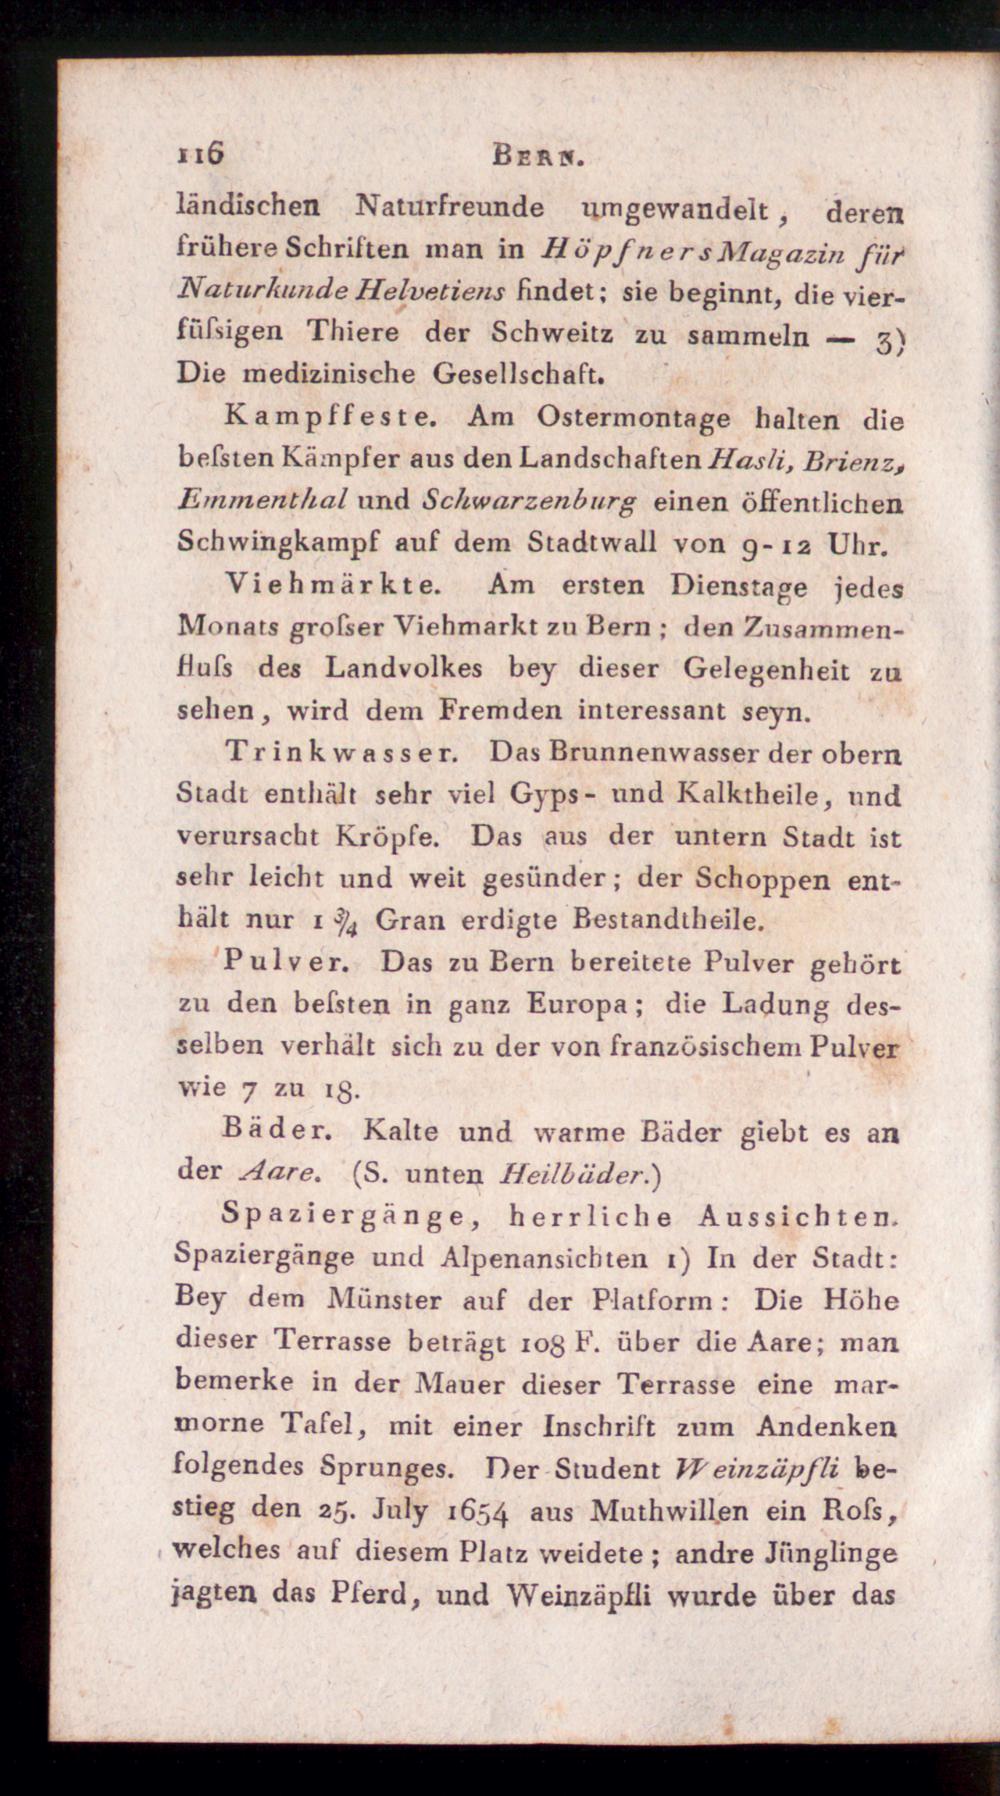 116 BERN.
ländischen Naturfreunde umgewandelt, deren
frühere Schriften man in Höpfners Magazin für
Naturkunde Helvetiens findet; sie beginnt, die vier-
füſsigen Thiere der Schweitz zu sammeln — 3)
Die medizinische Gesellschaft.
Kampffeste. Am Ostermontage halten die
beſsten Kämpfer aus den Landschaften Hasli, Brienz,
Emmenthal und Schwarzenburg einen öffentlichen
Schwingkampf auf dem Stadtwall von 9-12 Uhr.
Viehmärkte. Am ersten Dienstage jedes
Monats groſser Viehmarkt zu Bern; den Zusammen-
fluſs des Landvolkes bey dieser Gelegenheit zu
sehen, wird dem Fremden interessant seyn.
Trinkwasser. Das Brunnenwasser der obern
Stadt enthält sehr viel Gyps- und Kalktheile, und
verursacht Kröpfe. Das aus der untern Stadt ist
sehr leicht und weit gesünder; der Schoppen ent-
hält nur 1 3/4 Gran erdigte Bestandtheile.
Pulver. Das zu Bern bereitete Pulver gehört
zu den beſsten in ganz Europa; die Ladung des-
selben verhält sich zu der von französischem Pulver
wie 7 zu 18.
Bäder. Kalte und warme Bäder giebt es an
der Aare. (S. unten Heilbäder.)
Spaziergänge, herrliche Aussichten.
Spaziergänge und Alpenansichten 1) In der Stadt:
Bey dem Münster auf der Platform: Die Höhe
dieser Terrasse beträgt 108 F. über die Aare; man
bemerke in der Mauer dieser Terrasse eine mar-
morne Tafel, mit einer Inschrift zum Andenken
folgendes Sprunges. Der Student Weinzäpfli be-
stieg den 25. July 1654 aus Muthwillen ein Roſs,
welches auf diesem Platz weidete; andre Jünglinge
jagten das Pferd, und Weinzäpfli wurde über das